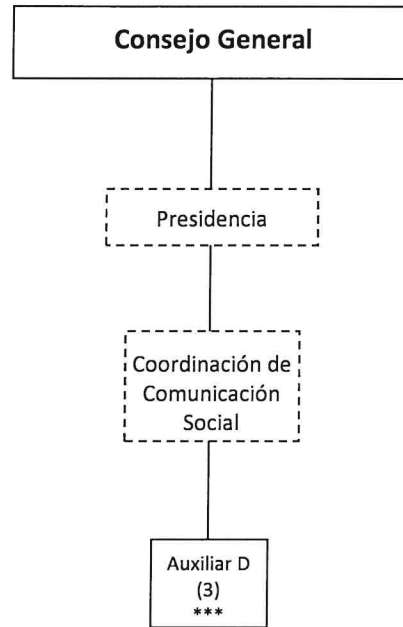 Consejo General
Presidencia
Coordinación de
Comunicación
Social
Auxiliar D
(3)
***